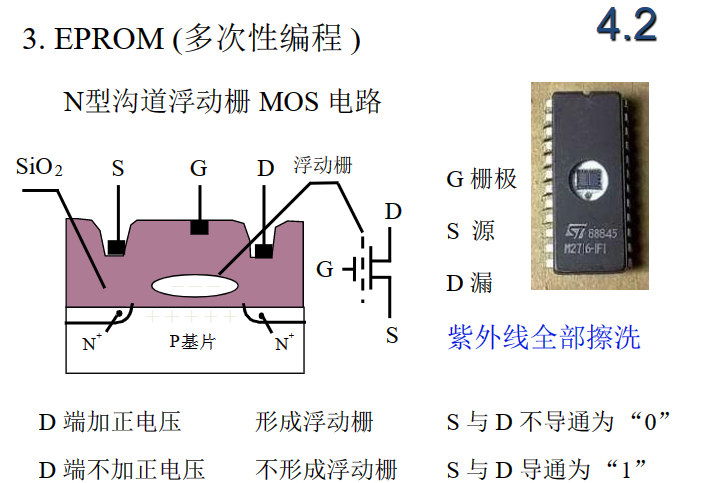 3. EPROM (多次性编程 )
4.2
N型沟道浮动栅 MOS 电路
SiO2
S
G
D
浮动栅
G
D
S
N+
P基片
N+
- - -
+ + + + + +
G 栅极
S 源
D 漏
紫外线全部擦洗
ST 88845
M2716-1F1
D 端加正电压 形成浮动栅 S 与 D 不导通为 “0”
D 端不加正电压 不形成浮动栅 S 与 D 导通为 “1”